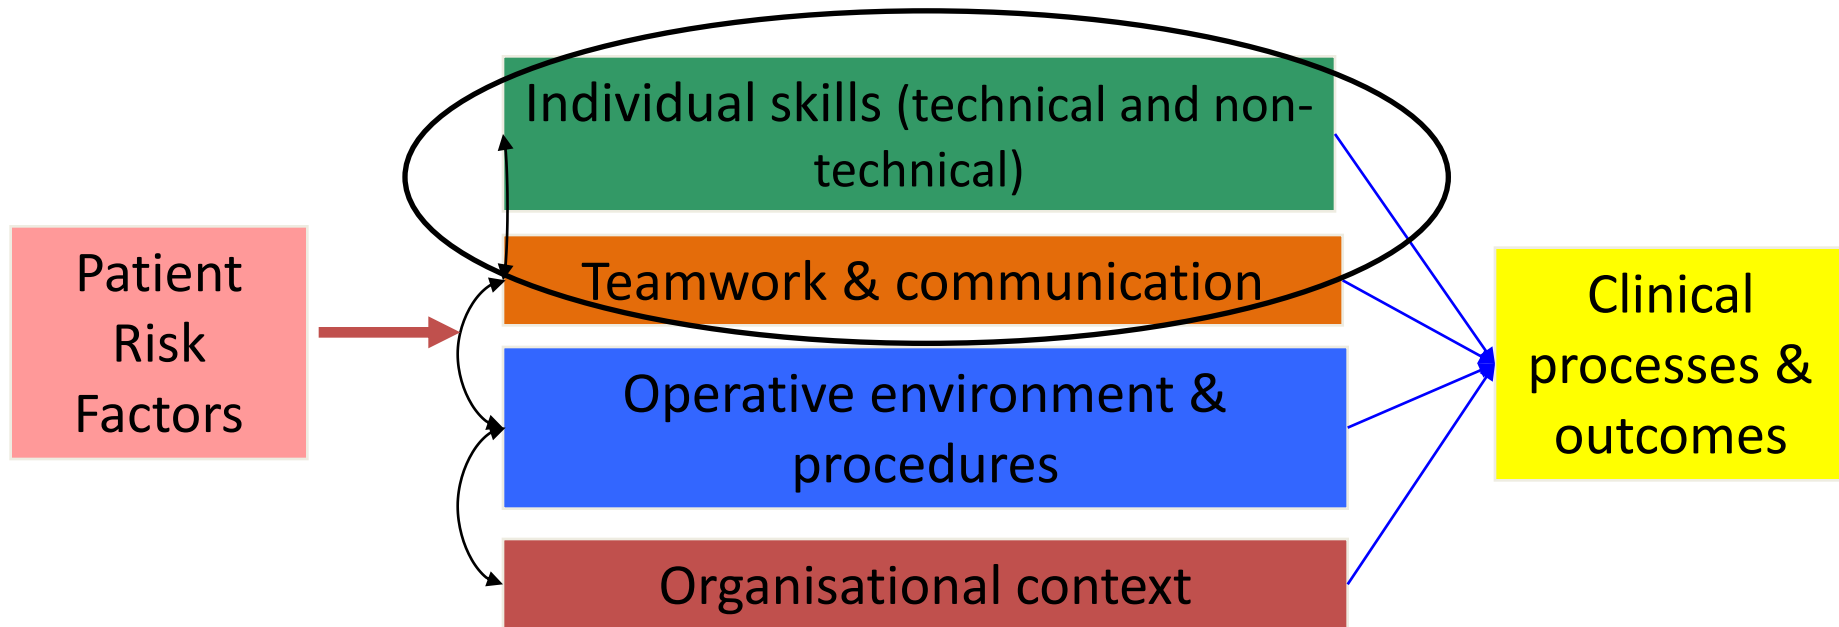 Individual skills (technical and non-
technical)
Patient
Risk
Factors
Teamwork & communication
Clinical
processes &
outcomes
Operative environment &
procedures
Organisational context